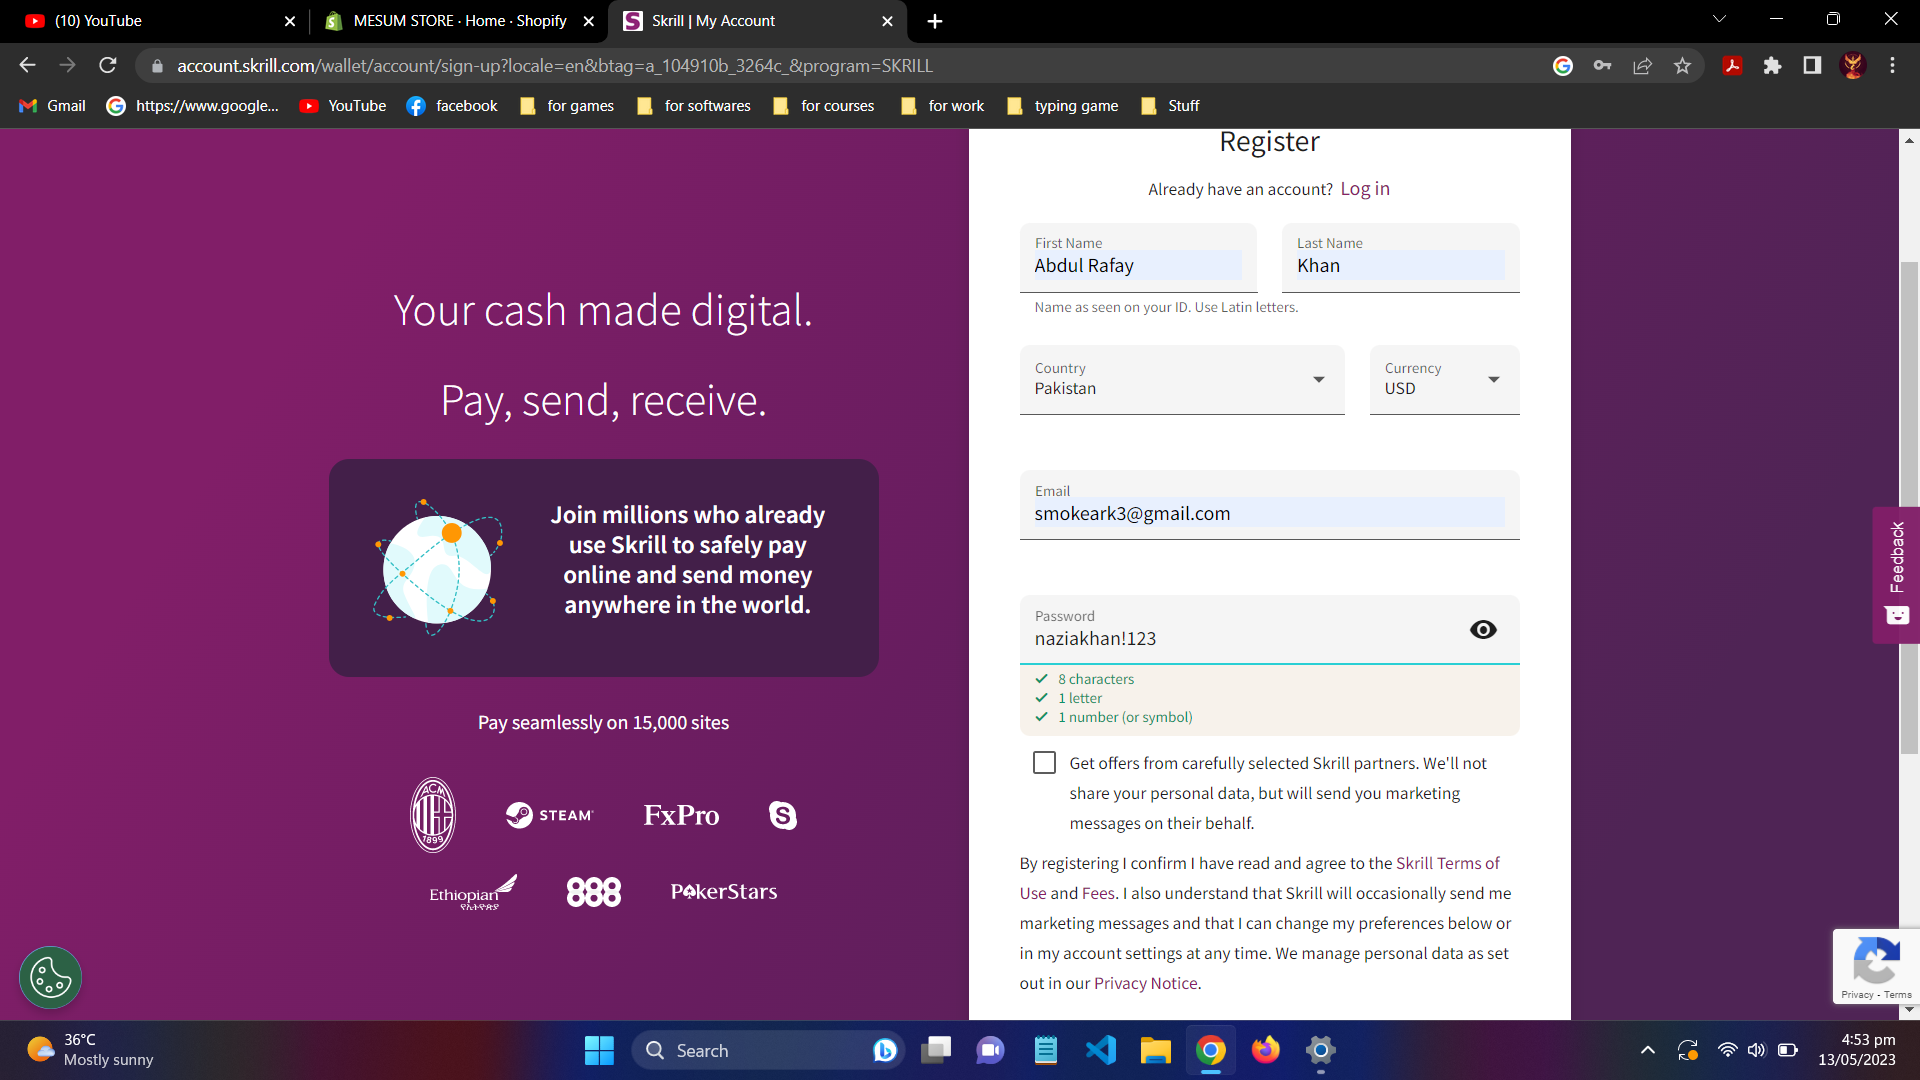 (10) YouTube
MESUM STORE · Home · Shopify
Skrill | My Account
account.skrill.com/wallet/account/sign-up?locale=en&btag=a_104910b_3264c_&program=SKRILL
Gmail
https://www.google...
YouTube
facebook
for games
for softwares
for courses
for work
typing game
Stuff
Your cash made digital.
Pay, send, receive.
Join millions who already
use Skrill to safely pay
online and send money
anywhere in the world.
Pay seamlessly on 15,000 sites
ACM
1899
STEAM
FxPro
Ethiopian
888
PokerStars
Register
Already have an account? Log in
First Name
Abdul Rafay
Last Name
Khan
Name as seen on your ID. Use Latin letters.
Country
Pakistan
Currency
USD
Email
smokeark3@gmail.com
Password
naziakhan!123
8 characters
1 letter
1 number (or symbol)
Get offers from carefully selected Skrill partners. We'll not
share your personal data, but will send you marketing
messages on their behalf.
By registering I confirm I have read and agree to the Skrill Terms of
Use and Fees. I also understand that Skrill will occasionally send me
marketing messages and that I can change my preferences below or
in my account settings at any time. We manage personal data as set
out in our Privacy Notice.
Feedback
Privacy - Terms
36°C
Mostly sunny
Search
4:53 pm
13/05/2023